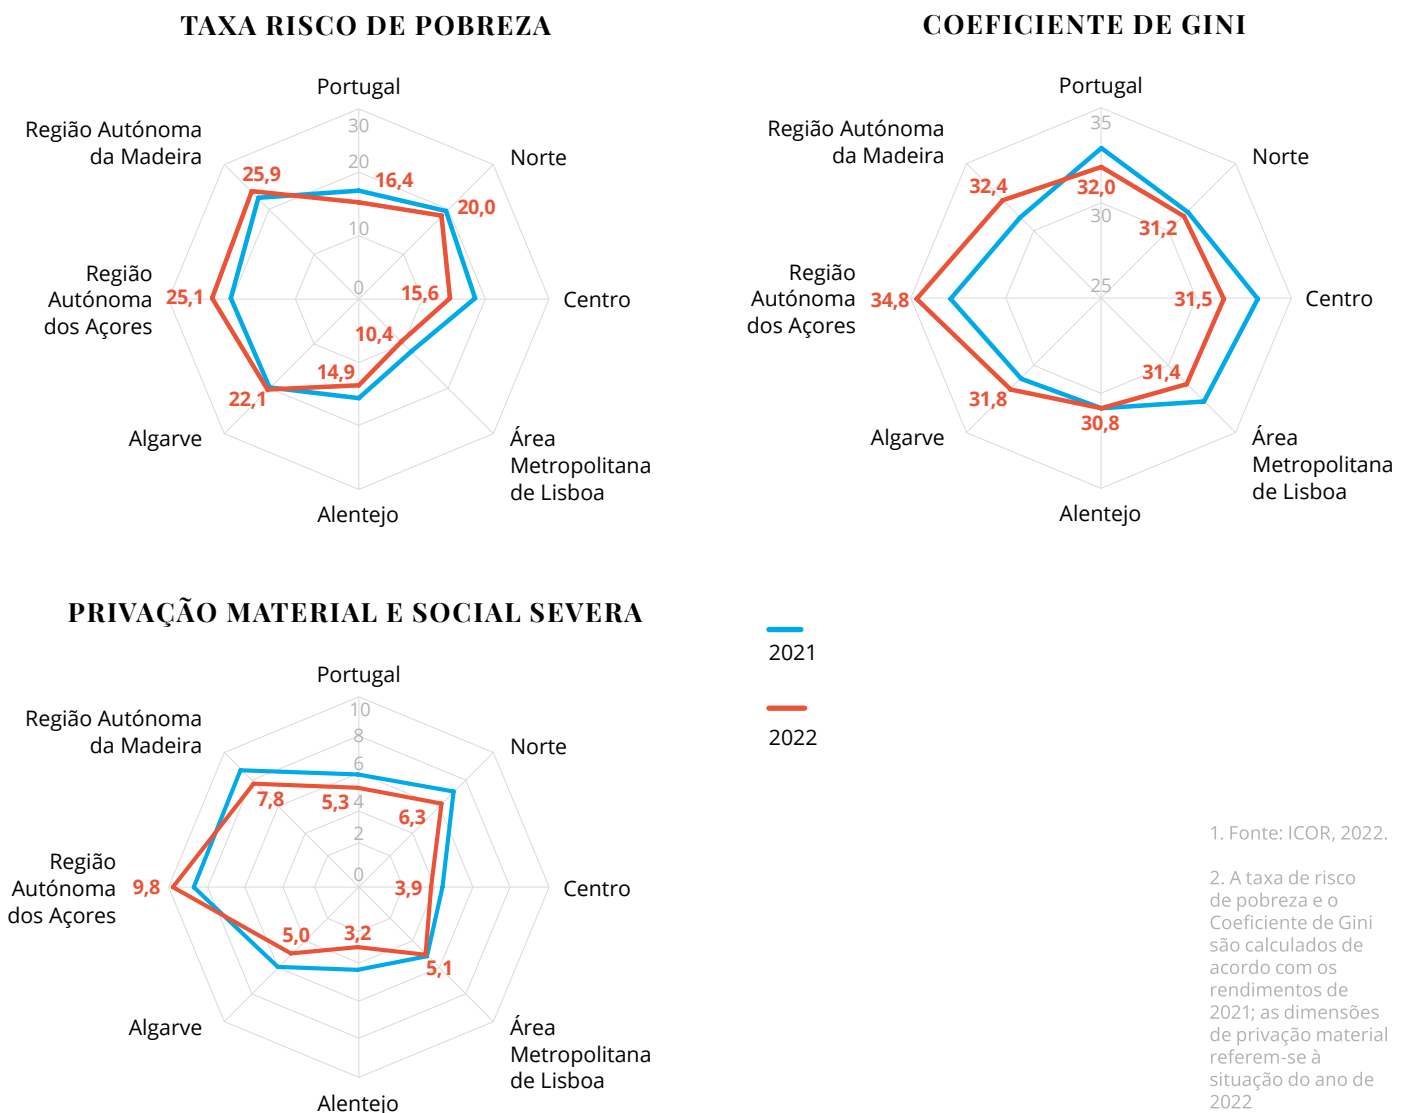 TAXA RISCO DE POBREZA
Portugal
Região Autónoma
da Madeira
30
20
10
0
Norte
25,9
16,4
20,0
Região
Autónoma
dos Açores
25,1
15,6
Centro
10,4
14,9
22,1
Algarve
Área
Metropolitana
de Lisboa
Alentejo
COEFICIENTE DE GINI
Portugal
Região Autónoma
da Madeira
35
30
25
Norte
32,4
32,0
31,2
Região
Autónoma
dos Açores
34,8
31,5
Centro
31,4
31,8
30,8
Algarve
Área
Metropolitana
de Lisboa
Alentejo
PRIVAÇÃO MATERIAL E SOCIAL SEVERA
Portugal
Região Autónoma
da Madeira
10
8
6
4
2
0
Norte
7,8
5,3
6,3
Região
Autónoma
dos Açores
9,8
3,9
Centro
5,0
3,2
5,1
Algarve
Área
Metropolitana
de Lisboa
Alentejo
2021
2022
1. Fonte: ICOR, 2022.
2. A taxa de risco
de pobreza e o
Coeficiente de Gini
são calculados de
acordo com os
rendimentos de
2021; as dimensões
de privação material
referem-se à
situação do ano de
2022